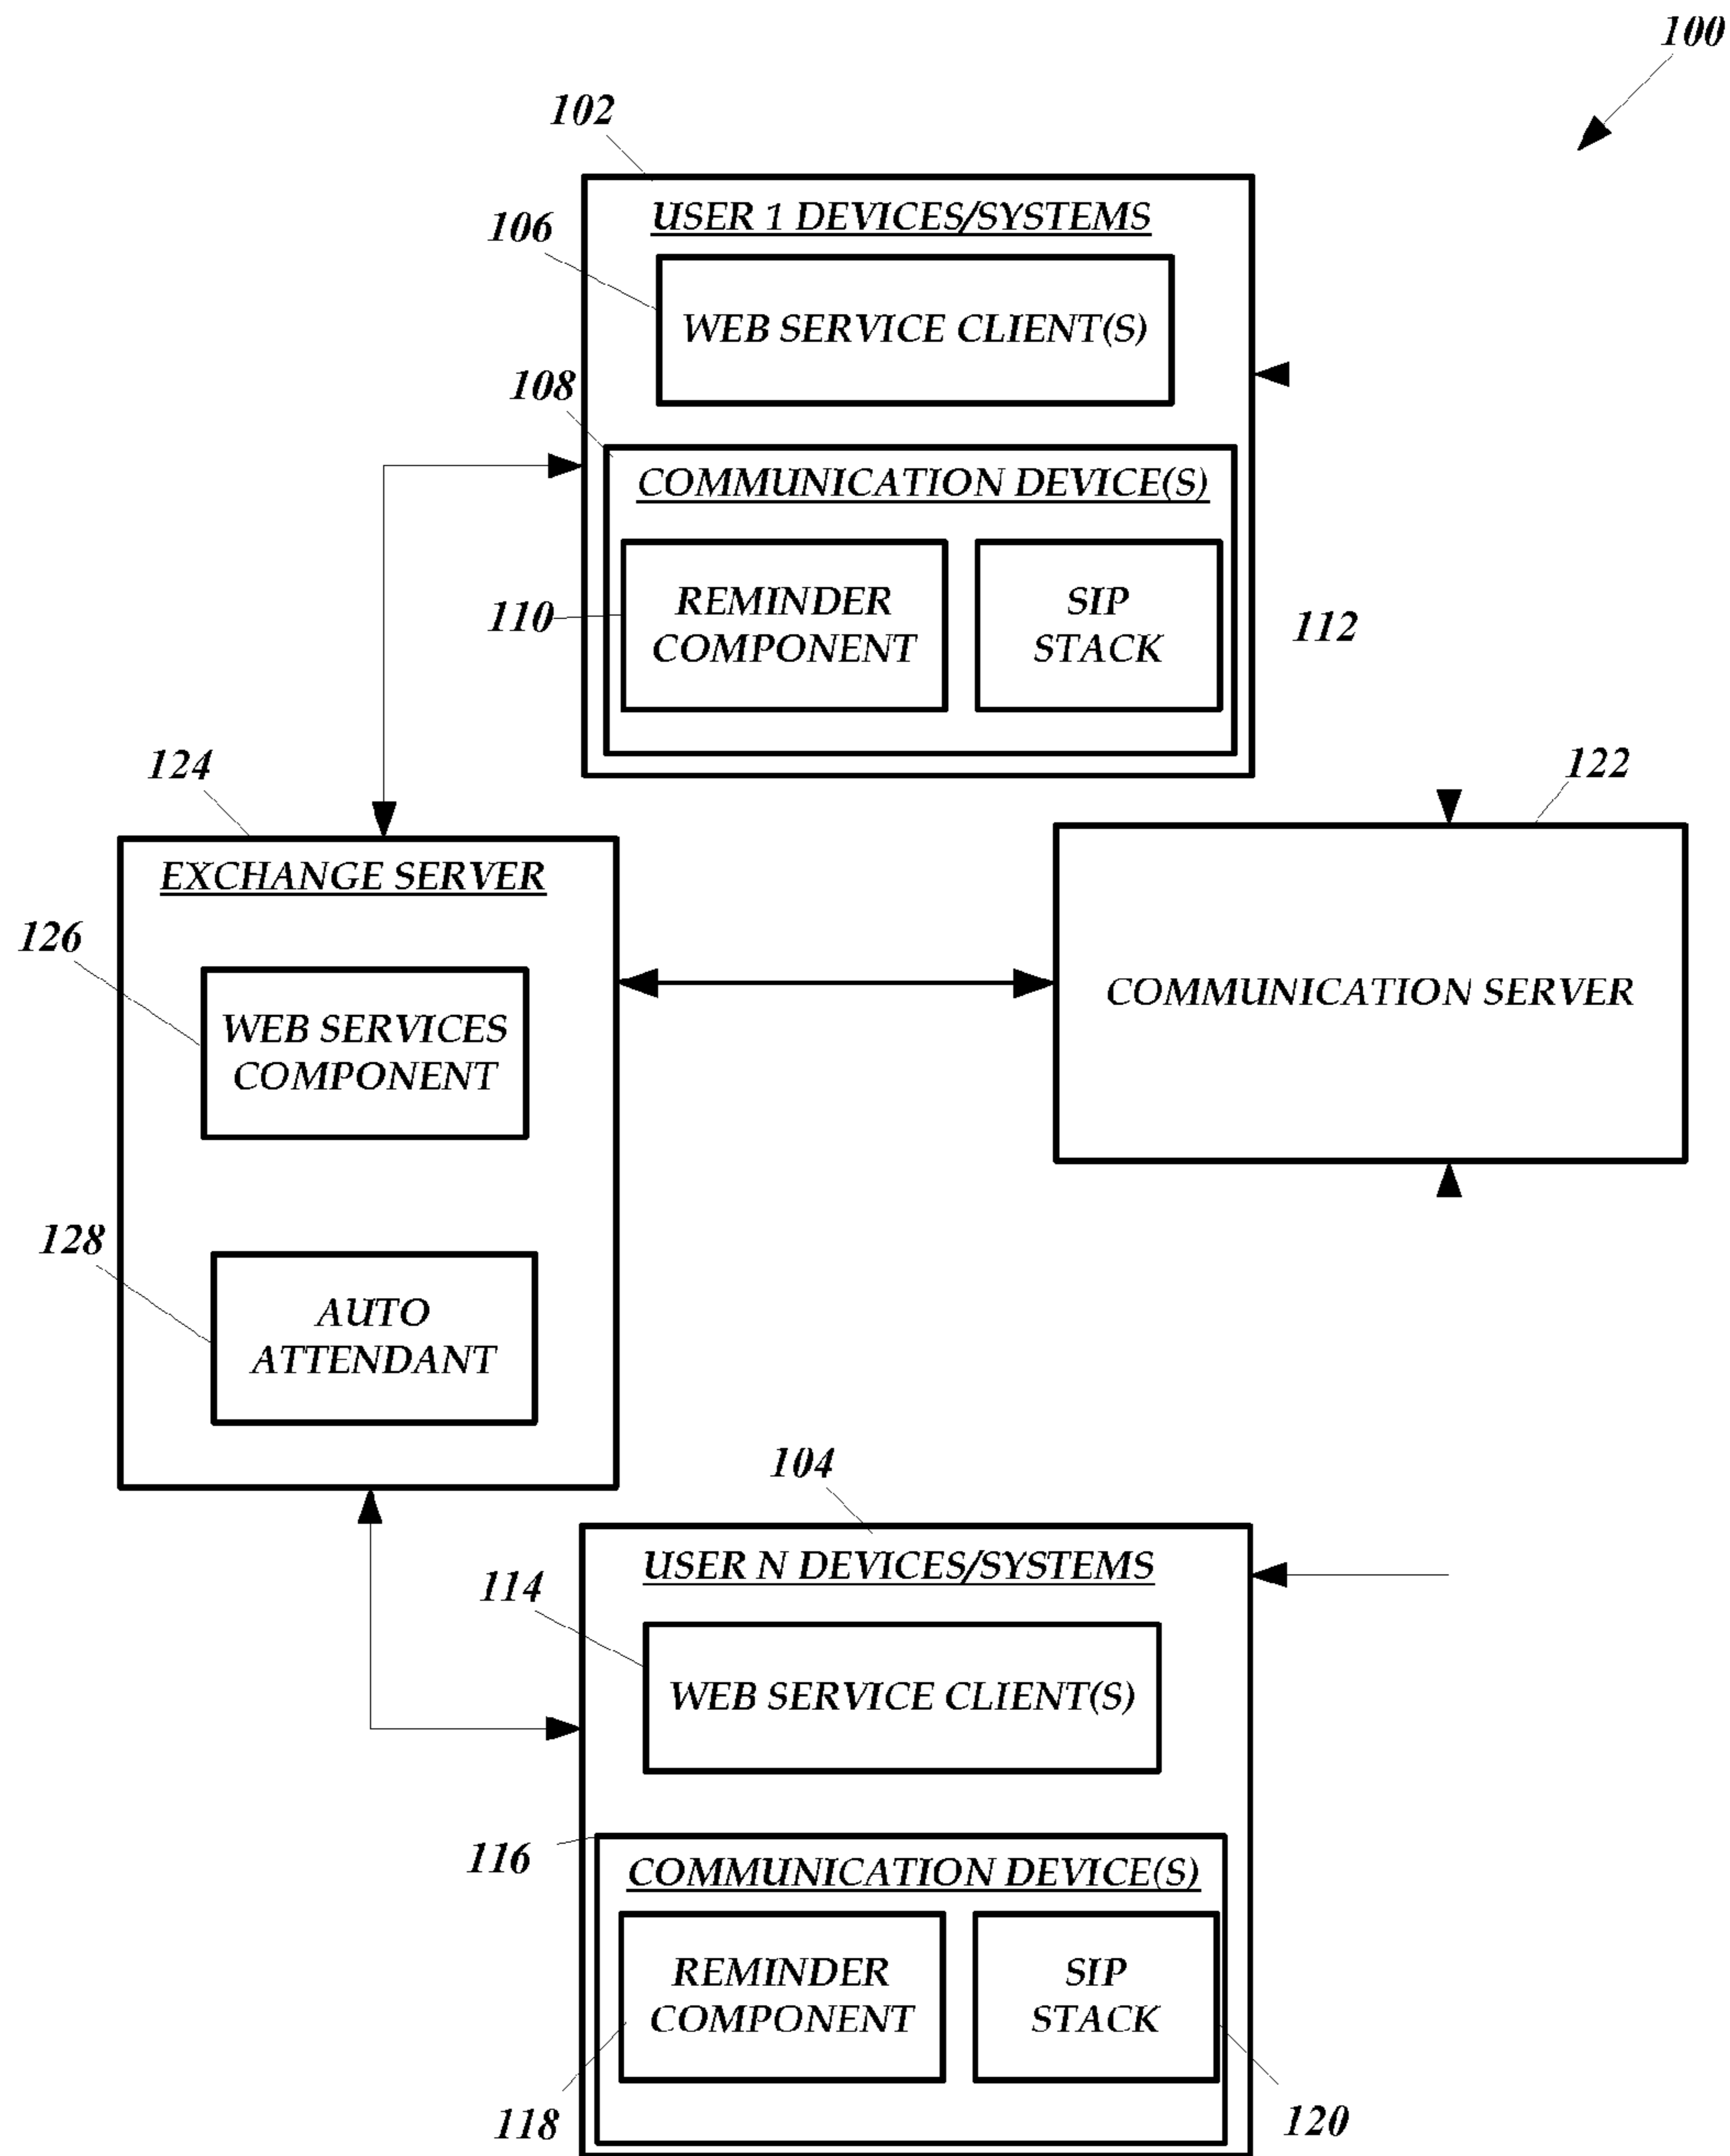 100
102
USER 1 DEVICES/SYSTEMS
106
WEB SERVICE CLIENT(S)
108
COMMUNICATION DEVICE(S)
110
REMINDER
COMPONENT
SIP
STACK
112
124
122
EXCHANGE SERVER
126
WEB SERVICES
COMPONENT
COMMUNICATION SERVER
128
AUTO
ATTENDANT
104
USER N DEVICES/SYSTEMS
114
WEB SERVICE CLIENT(S)
116
COMMUNICATION DEVICE(S)
REMINDER
COMPONENT
SIP
STACK
118
120